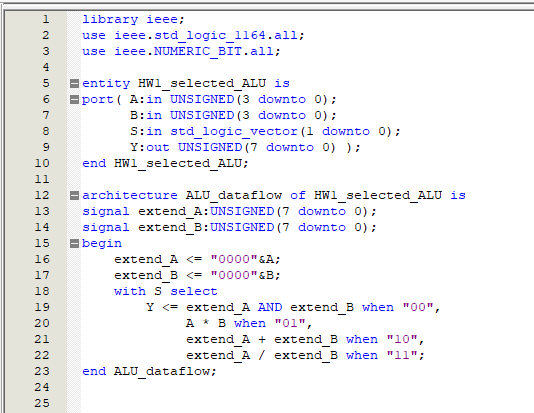 1 library ieee;
2 use ieee.std_logic_1164.all;
3 use ieee.NUMERIC_BIT.all;
4
5 entity HW1_selected_ALU is
6 port( A:in UNSIGNED(3 downto 0);
7 B:in UNSIGNED(3 downto 0);
8 S:in std_logic_vector(1 downto 0);
9 Y:out UNSIGNED(7 downto 0) );
10 end HW1_selected_ALU;
11
12 architecture ALU_dataflow of HW1_selected_ALU is
13 signal extend_A:UNSIGNED(7 downto 0);
14 signal extend_B:UNSIGNED(7 downto 0);
15 begin
16 extend_A <= "0000"&A;
17 extend_B <= "0000"&B;
18 with S select
19 Y <= extend_A AND extend_B when "00",
20 A * B when "01",
21 extend_A + extend_B when "10",
22 extend_A / extend_B when "11";
23 end ALU_dataflow;
24
25